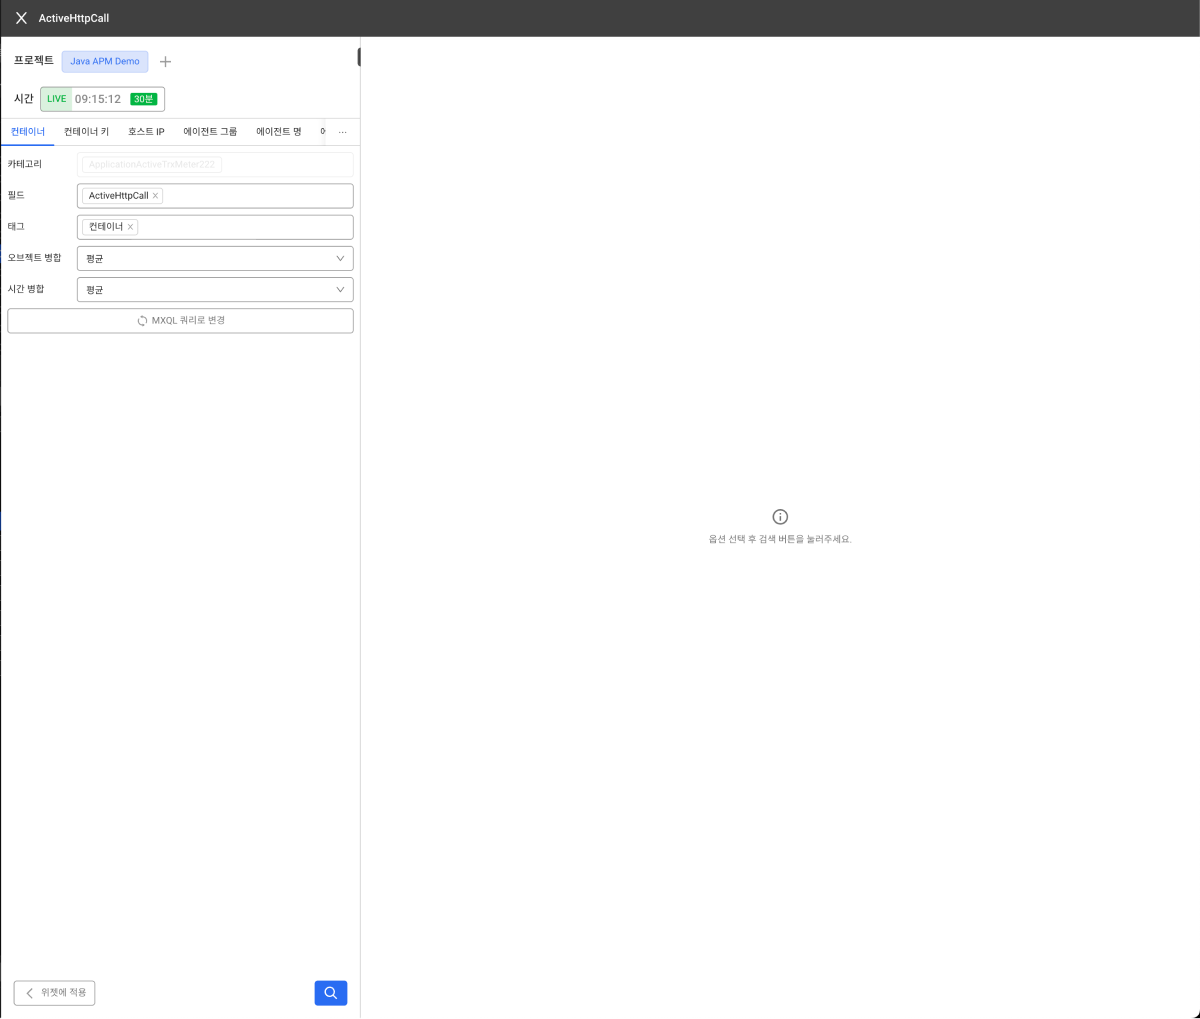 ActiveHttpCall
프로젝트 Java APM Demo
시간 LIVE 09:15:12 30분
컨테이너 컨테이너 키 호스트 IP 에이전트 그룹 에이전트 명 ...
카테고리 ApplicationActiveTrxMeter222
필드 ActiveHttpCall
태그 컨테이너
오브젝트 병합 평균
시간 병합 평균
MXQL 쿼리로 변경
옵션 선택 후 검색 버튼을 눌러주세요.
위젯에 적용